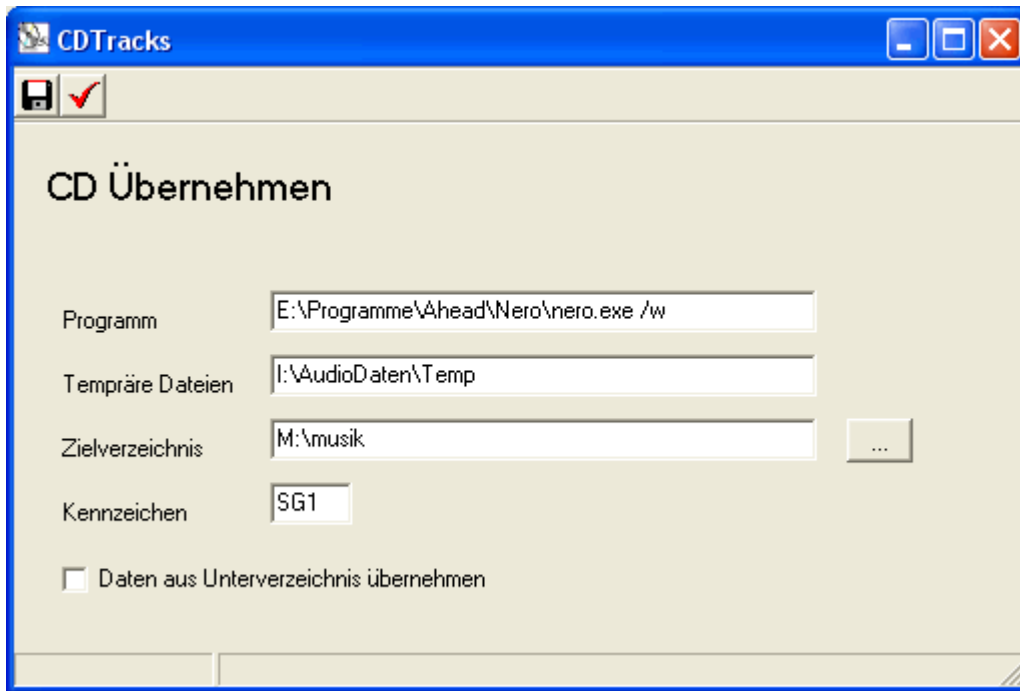 CDTracks
CD Übernehmen
Programm E:\Programme\Ahead\Nero\nero.exe /w
Tempräre Dateien I:\AudioDaten\Temp
Zielverzeichnis M:\musik ...
Kennzeichen SG1
Daten aus Unterverzeichnis übernehmen